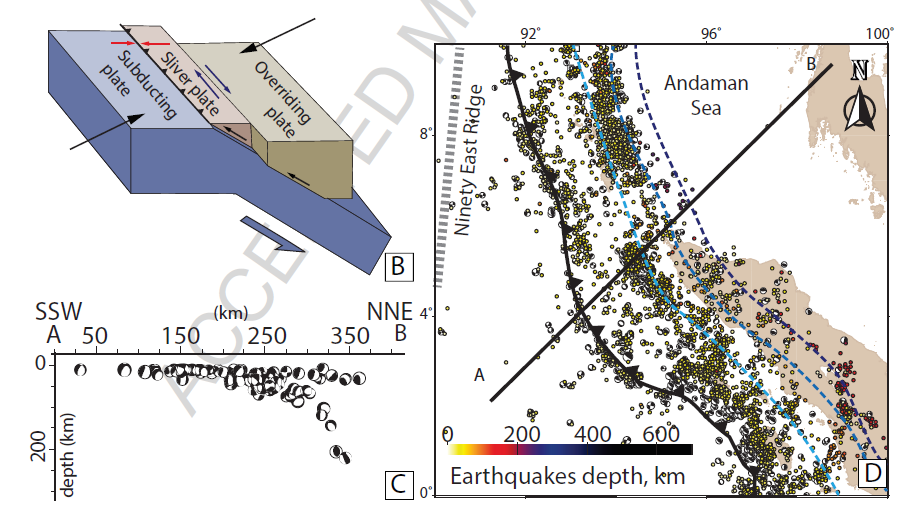 Subducting
plate
Sliver plate
Overriding
plate
B
ACCEPTED MA
SSW
(km)
NNE
A 50 150 250 350 B
0
200
depth (km)
C
92° 96° 100°
8°
4°
0°
Ninety East Ridge
Andaman
Sea
B
N
A
0 200 400 600
Earthquakes depth, km
D